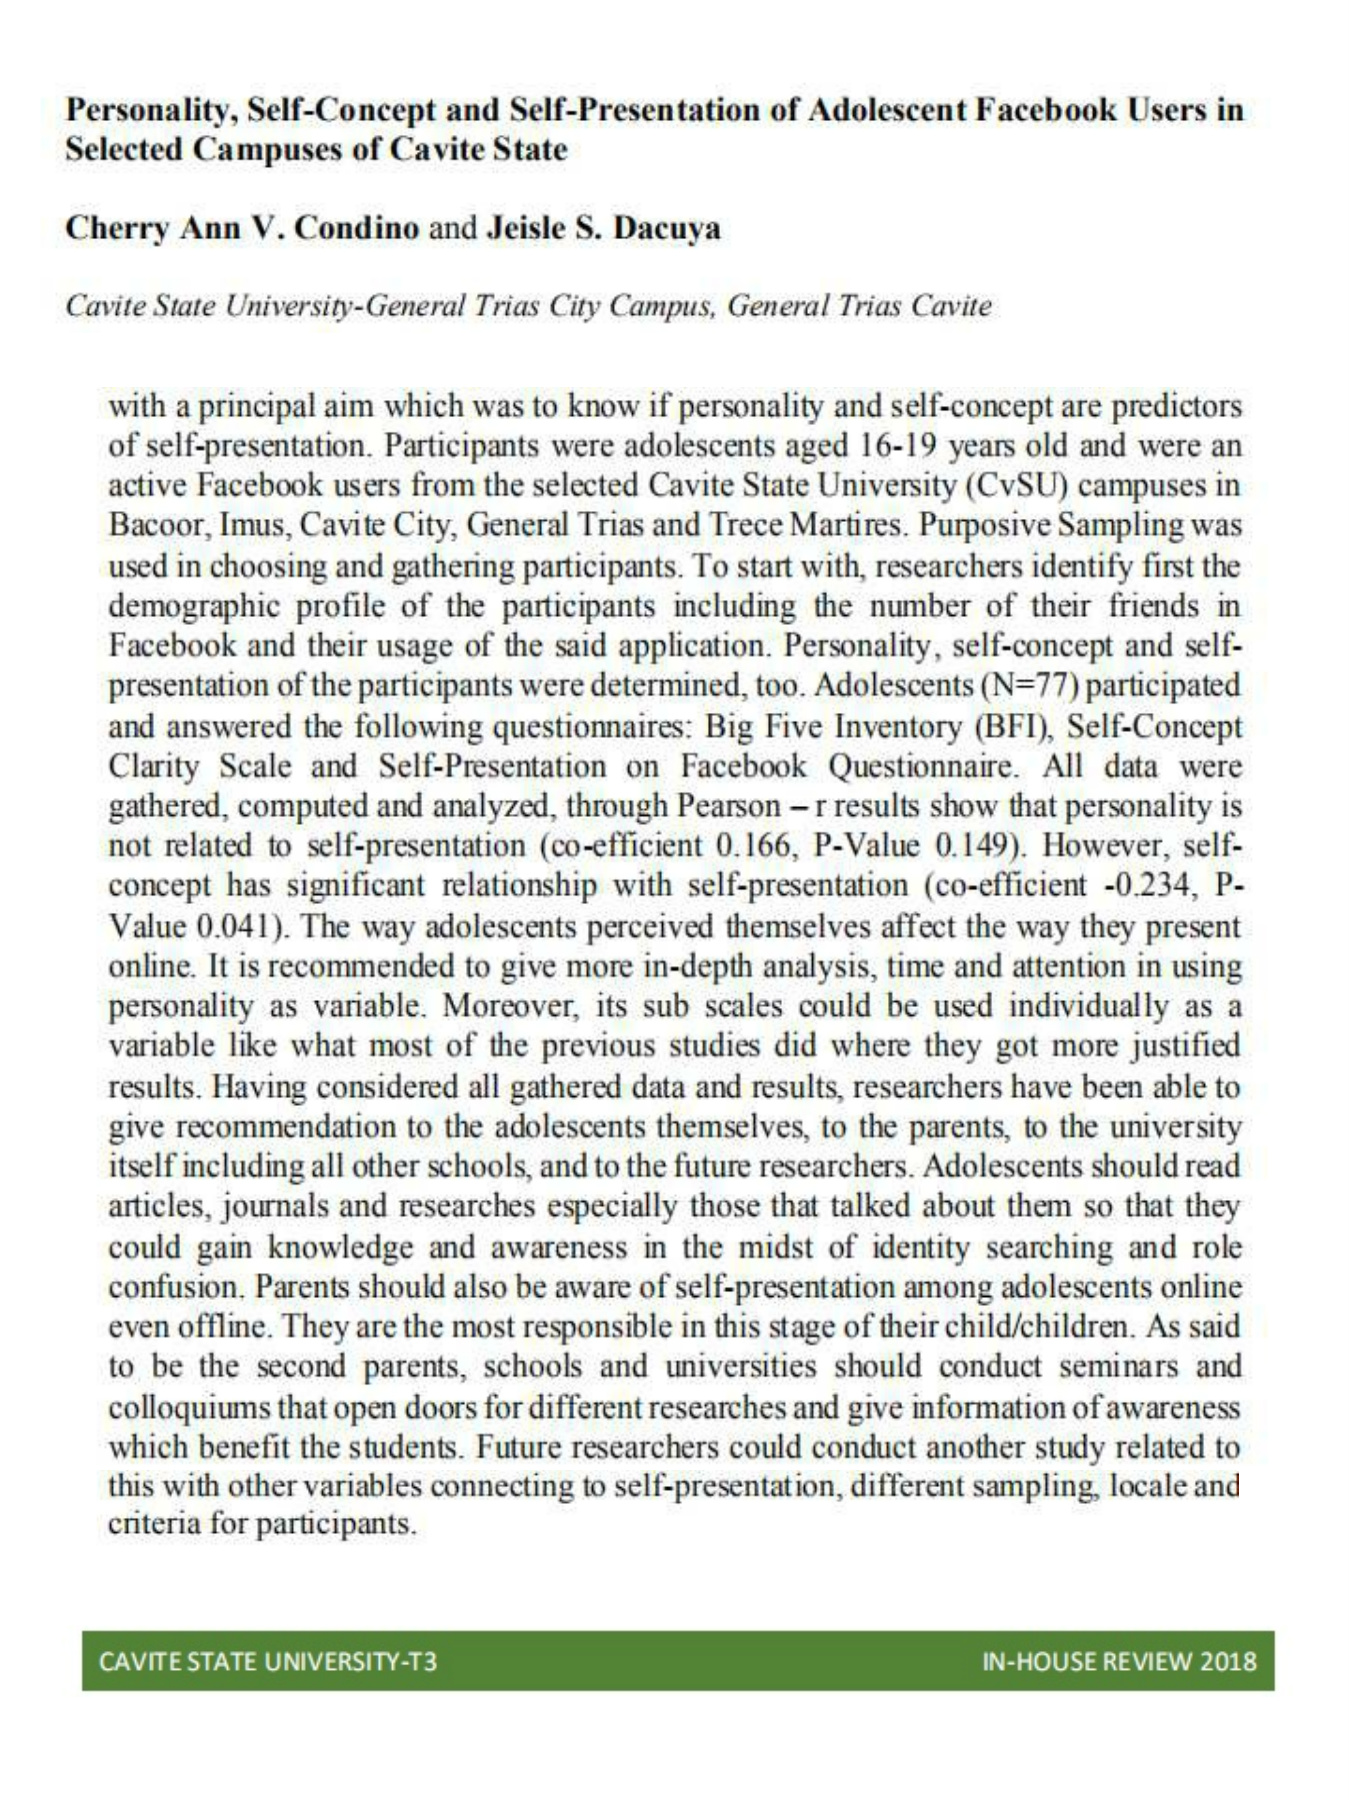 Personality, Self-Concept and Self-Presentation of Adolescent Facebook Users in
Selected Campuses of Cavite State
Cherry Ann V. Condino and Jeisle S. Dacuya
Cavite State University-General Trias City Campus, General Trias Cavite
with a principal aim which was to know if personality and self-concept are predictors
of self-presentation. Participants were adolescents aged 16-19 years old and were an
active Facebook users from the selected Cavite State University (CvSU) campuses in
Bacoor, Imus, Cavite City, General Trias and Trece Martires. Purposive Sampling was
used in choosing and gathering participants. To start with, researchers identify first the
demographic profile of the participants including the number of their friends in
Facebook and their usage of the said application. Personality, self-concept and self-
presentation of the participants were determined, too. Adolescents (N=77) participated
and answered the following questionnaires: Big Five Inventory (BFI), Self-Concept
Clarity Scale and Self-Presentation on Facebook Questionnaire. All data were
gathered, computed and analyzed, through Pearson – r results show that personality is
not related to self-presentation (co-efficient 0.166, P-Value 0.149). However, self-
concept has significant relationship with self-presentation (co-efficient -0.234, P-
Value 0.041). The way adolescents perceived themselves affect the way they present
online. It is recommended to give more in-depth analysis, time and attention in using
personality as variable. Moreover, its sub scales could be used individually as a
variable like what most of the previous studies did where they got more justified
results. Having considered all gathered data and results, researchers have been able to
give recommendation to the adolescents themselves, to the parents, to the university
itself including all other schools, and to the future researchers. Adolescents should read
articles, journals and researches especially those that talked about them so that they
could gain knowledge and awareness in the midst of identity searching and role
confusion. Parents should also be aware of self-presentation among adolescents online
even offline. They are the most responsible in this stage of their child/children. As said
to be the second parents, schools and universities should conduct seminars and
colloquiums that open doors for different researches and give information of awareness
which benefit the students. Future researchers could conduct another study related to
this with other variables connecting to self-presentation, different sampling, locale and
criteria for participants.
CAVITE STATE UNIVERSITY-T3 IN-HOUSE REVIEW 2018